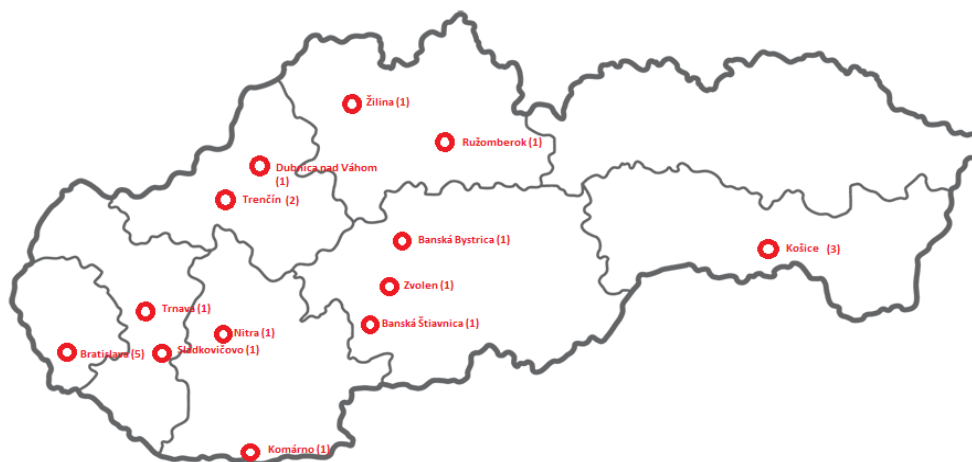 Žilina (1)
Ružomberok (1)
Dubnica nad Váhom
(1)
Trenčín (2)
Banská Bystrica (1)
Košice (3)
Zvolen (1)
Trnava (1)
Banská Štiavnica (1)
Nitra (1)
Bratislava (5)
Sládkovičovo (1)
Komárno (1)